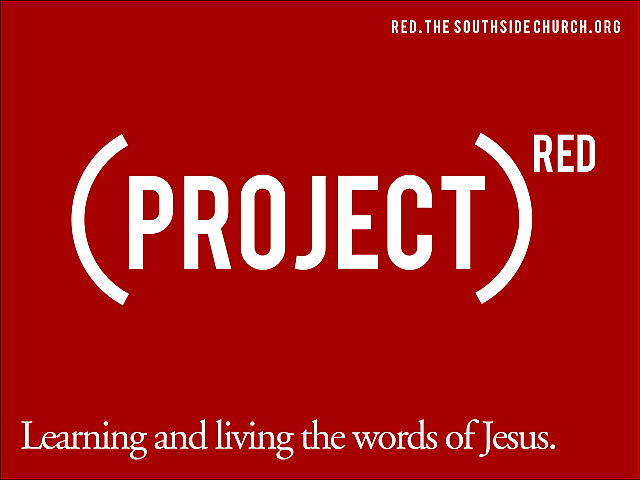 RED.THESOUTHSIDECHURCH.ORG
(PROJECT)RED
Learning and living the words of Jesus.